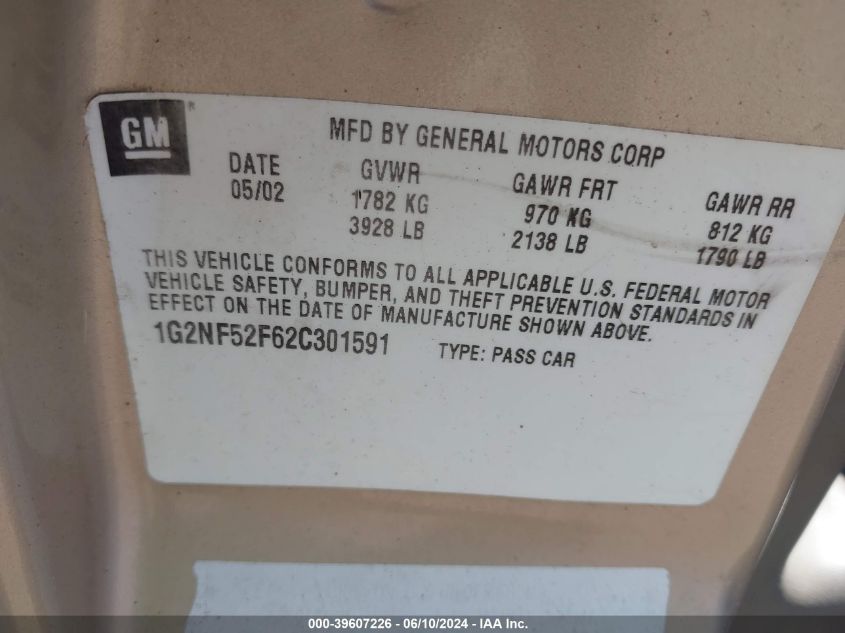 GM®
MFD BY GENERAL MOTORS CORP
DATE GVWR GAWR FRT GAWR RR
05/02 1782 KG 970 KG 812 KG
3928 LB 2138 LB 1790 LB
THIS VEHICLE CONFORMS TO ALL APPLICABLE U.S. FEDERAL MOTOR
VEHICLE SAFETY, BUMPER, AND THEFT PREVENTION STANDARDS IN
EFFECT ON THE DATE OF MANUFACTURE SHOWN ABOVE.
1G2NF52F62C301591 TYPE: PASS CAR
000-39607226 - 06/10/2024 - IAA Inc.